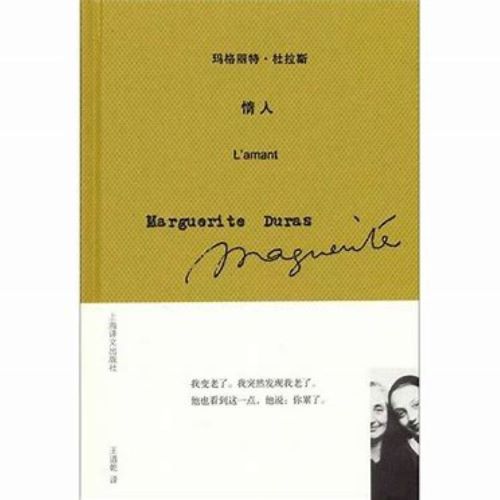 玛格丽特·杜拉斯
情人
L'amant
Marguerite Duras
Marguerite
上海译文出版社
我变老了。我突然发现我老了。
他也看到这一点，他说：你累了。
王道乾 译